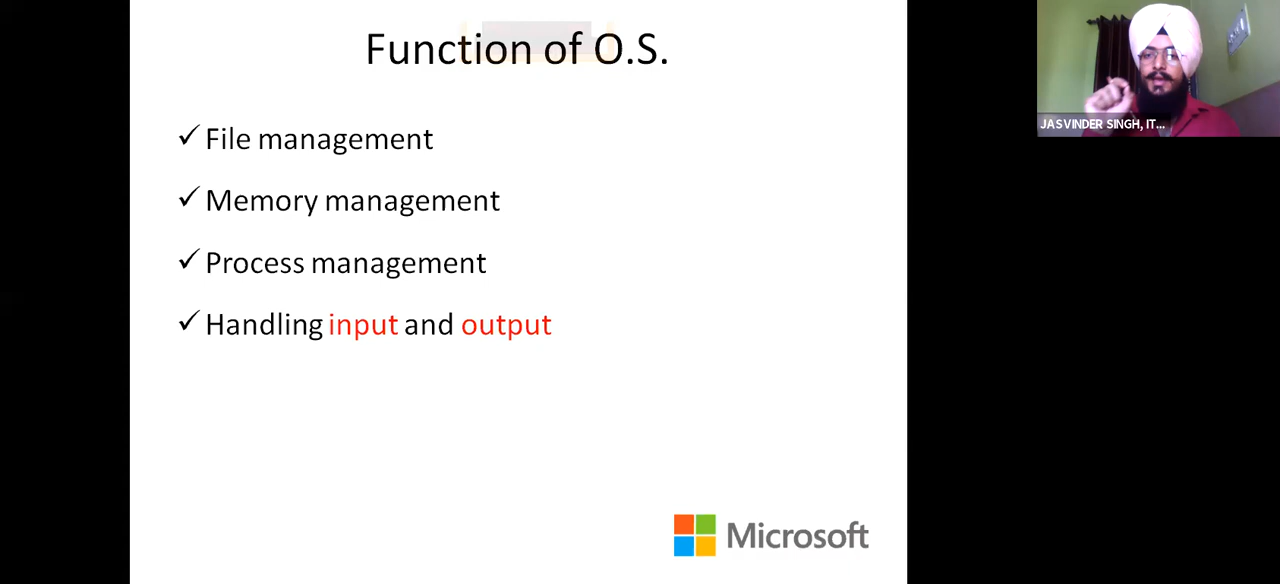 Function of O.S.
JASVINDER SINGH, IT...
✓ File management
✓ Memory management
✓ Process management
✓ Handling input and output
Microsoft